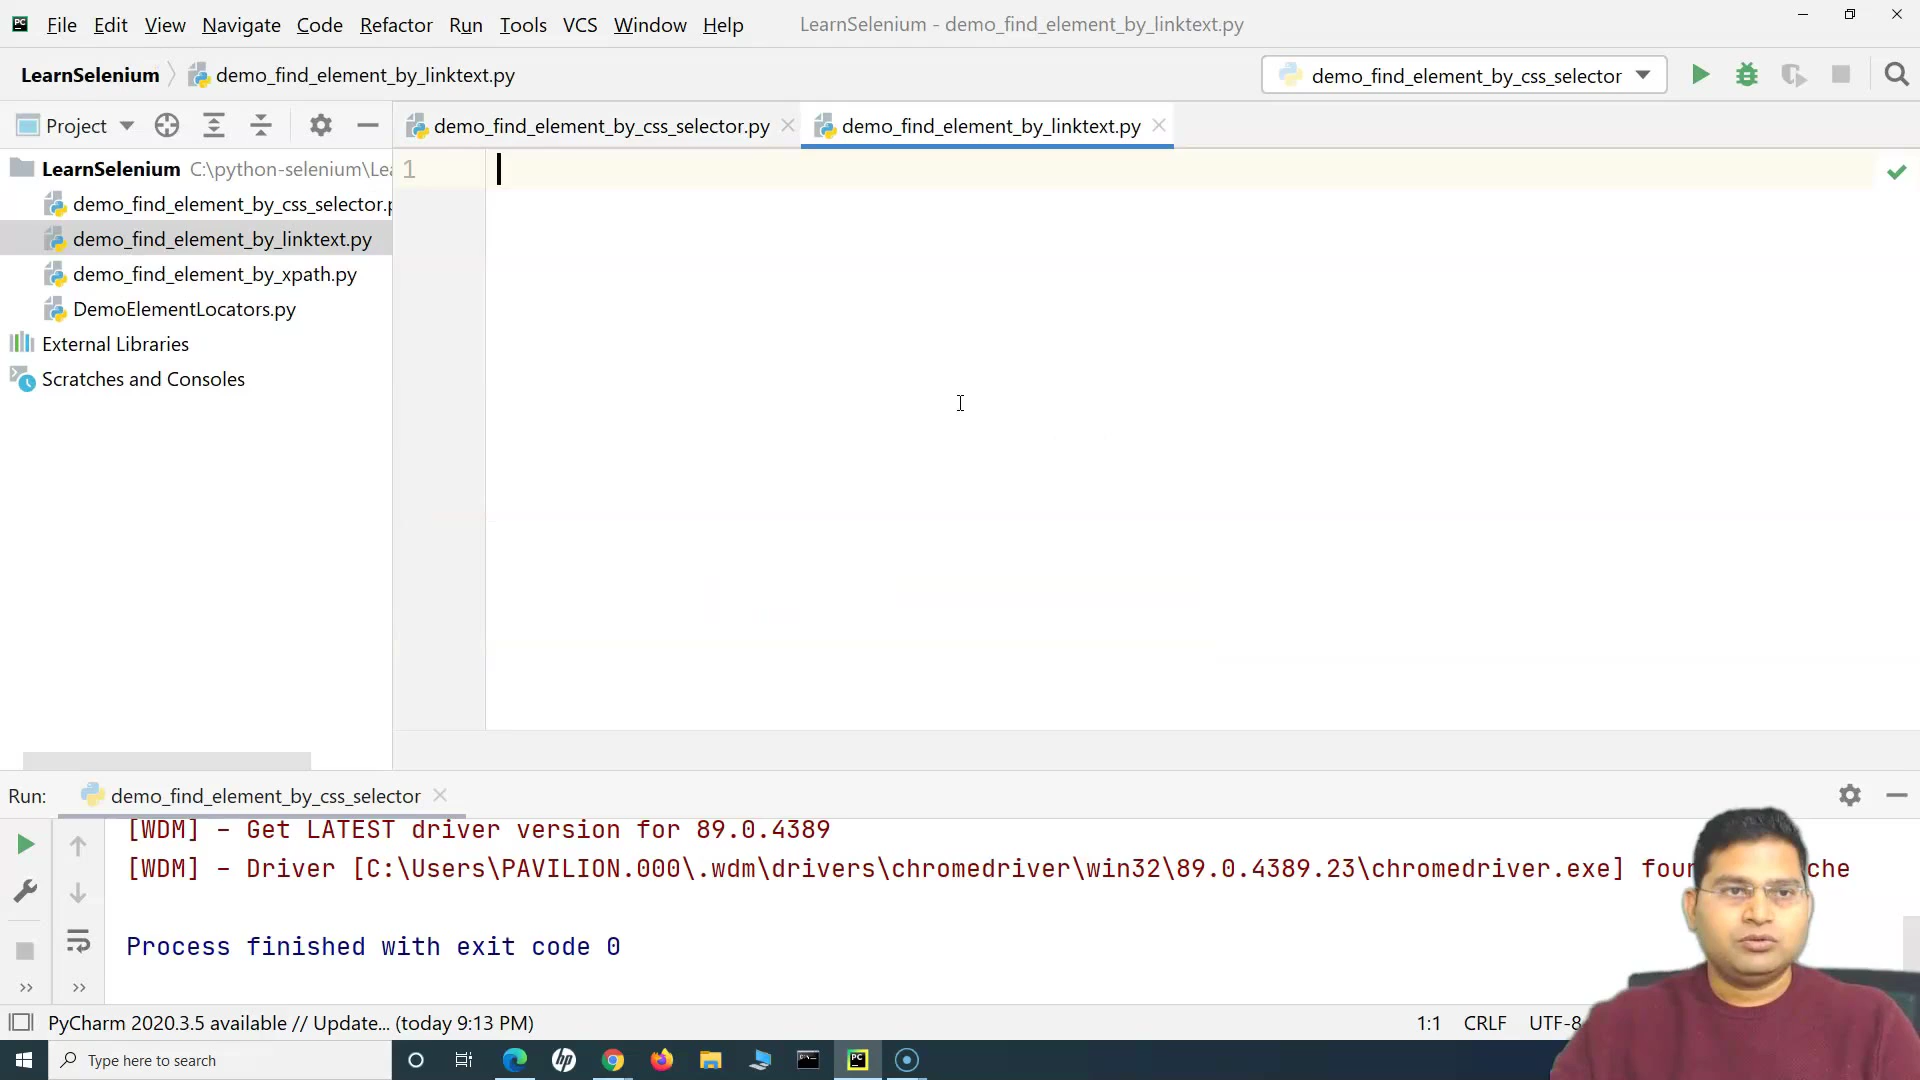 File Edit View Navigate Code Refactor Run Tools VCS Window Help LearnSelenium - demo_find_element_by_linktext.py
LearnSelenium demo_find_element_by_linktext.py demo_find_element_by_css_selector
Project demo_find_element_by_css_selector.py demo_find_element_by_linktext.py
LearnSelenium C:\python-selenium\Lea
1
demo_find_element_by_css_selector.p
demo_find_element_by_linktext.py
demo_find_element_by_xpath.py
DemoElementLocators.py
External Libraries
Scratches and Consoles
Run: demo_find_element_by_css_selector
[WDM] - Get LATEST driver version for 89.0.4389
[WDM] - Driver [C:\Users\PAVILION.000\.wdm\drivers\chromedriver\win32\89.0.4389.23\chromedriver.exe] foun che
Process finished with exit code 0
PyCharm 2020.3.5 available // Update... (today 9:13 PM) 1:1 CRLF UTF-8
Type here to search